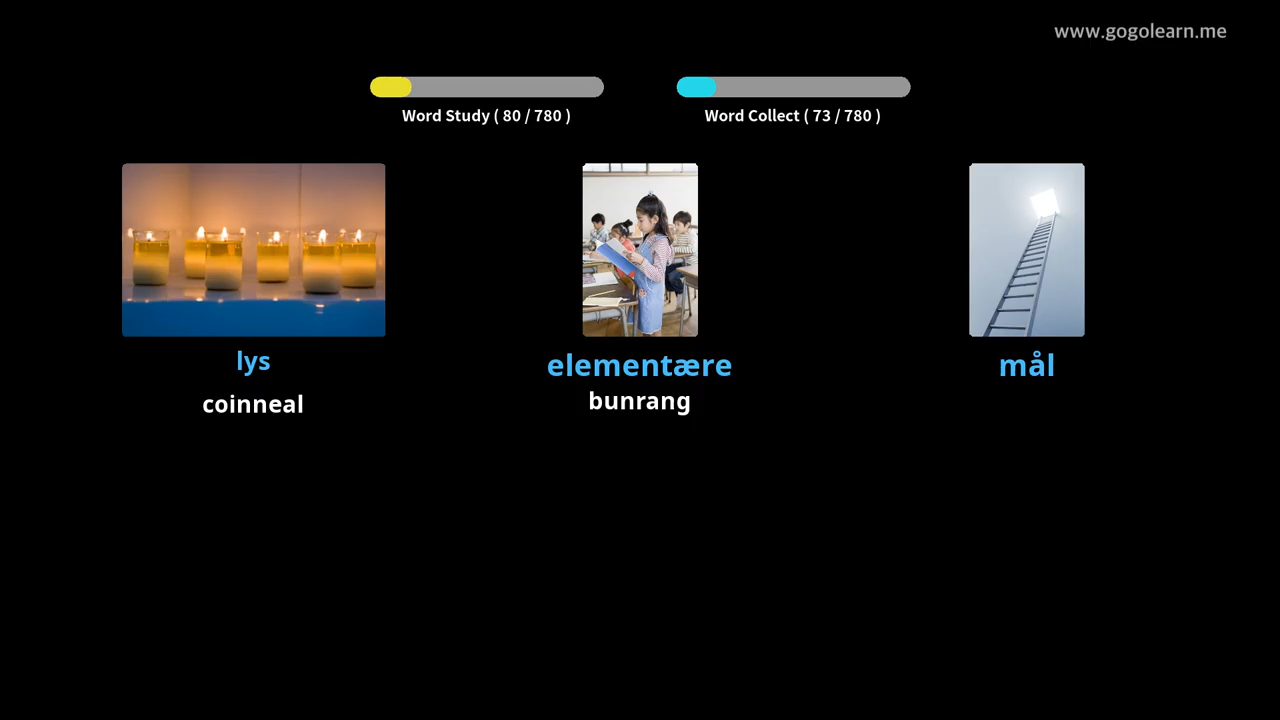 www.gogolearn.me
Word Study ( 80 / 780 )
Word Collect ( 73 / 780 )
lys
coinneal
elementære
bunrang
mål